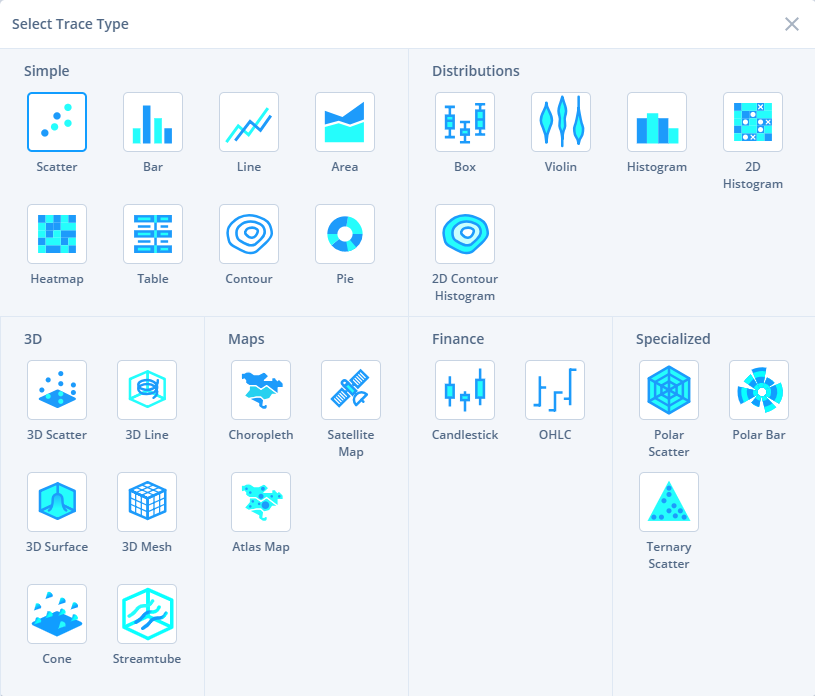 Select Trace Type
Simple
Scatter
Bar
Line
Area
Heatmap
Table
Contour
Pie
Distributions
Box
Violin
Histogram
2D
Histogram
2D Contour
Histogram
3D
3D Scatter
3D Line
3D Surface
3D Mesh
Cone
Streamtube
Maps
Choropleth
Satellite
Map
Atlas Map
Finance
Candlestick
OHLC
Specialized
Polar
Scatter
Polar Bar
Ternary
Scatter